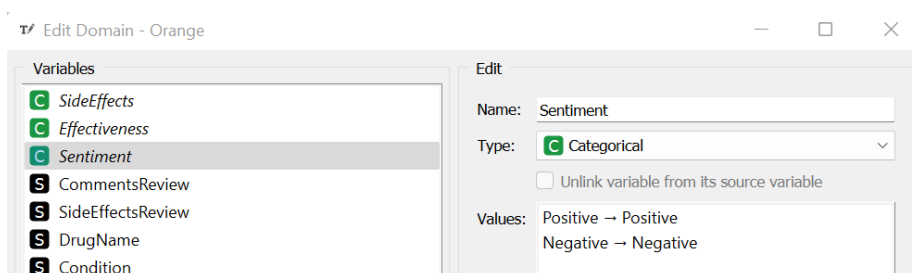 Edit Domain - Orange
Variables
C SideEffects
C Effectiveness
C Sentiment
S CommentsReview
S SideEffectsReview
S DrugName
S Condition
Edit
Name: Sentiment
Type: C Categorical
Unlink variable from its source variable
Values: Positive → Positive
Negative → Negative